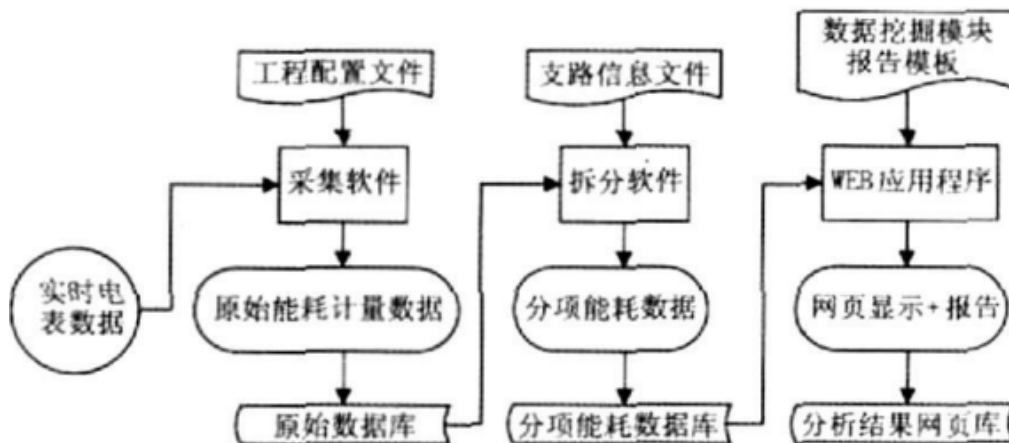 工程配置文件
支路信息文件
数据挖掘模块
报告模板
采集软件
拆分软件
WEB应用程序
实时电
表数据
原始能耗计量数据
分项能耗数据
网页显示+报告
原始数据库
分项能耗数据库
分析结果网页库